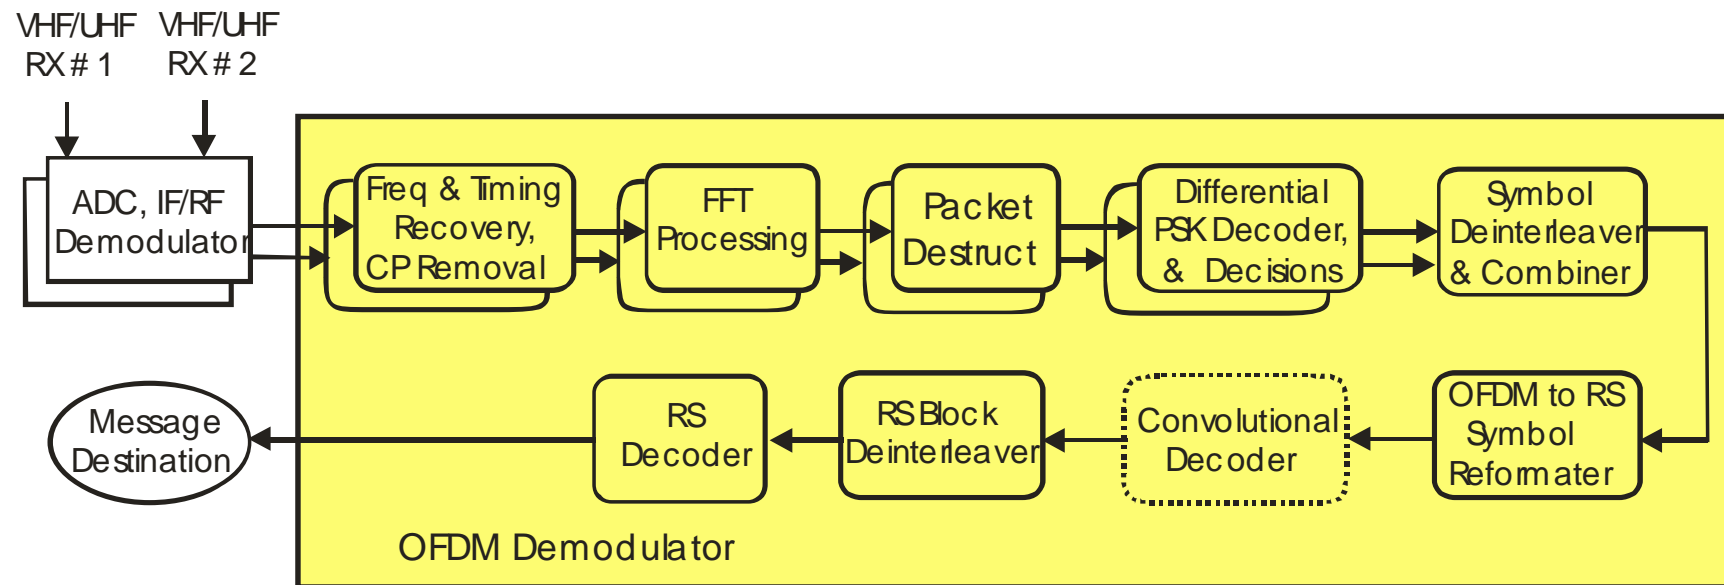 VHF/UHF
RX # 1
VHF/UHF
RX # 2
ADC, IF/RF
Demodulator
Freq & Timing
Recovery,
CP Removal
FFT
Processing
Packet
Destruct
Differential
PSK Decoder,
& Decisions
Symbol
Deinterleaver
& Combiner
Message
Destination
RS
Decoder
RS Block
Deinterleaver
Convolutional
Decoder
OFDM to RS
Symbol
Reformater
OFDM Demodulator